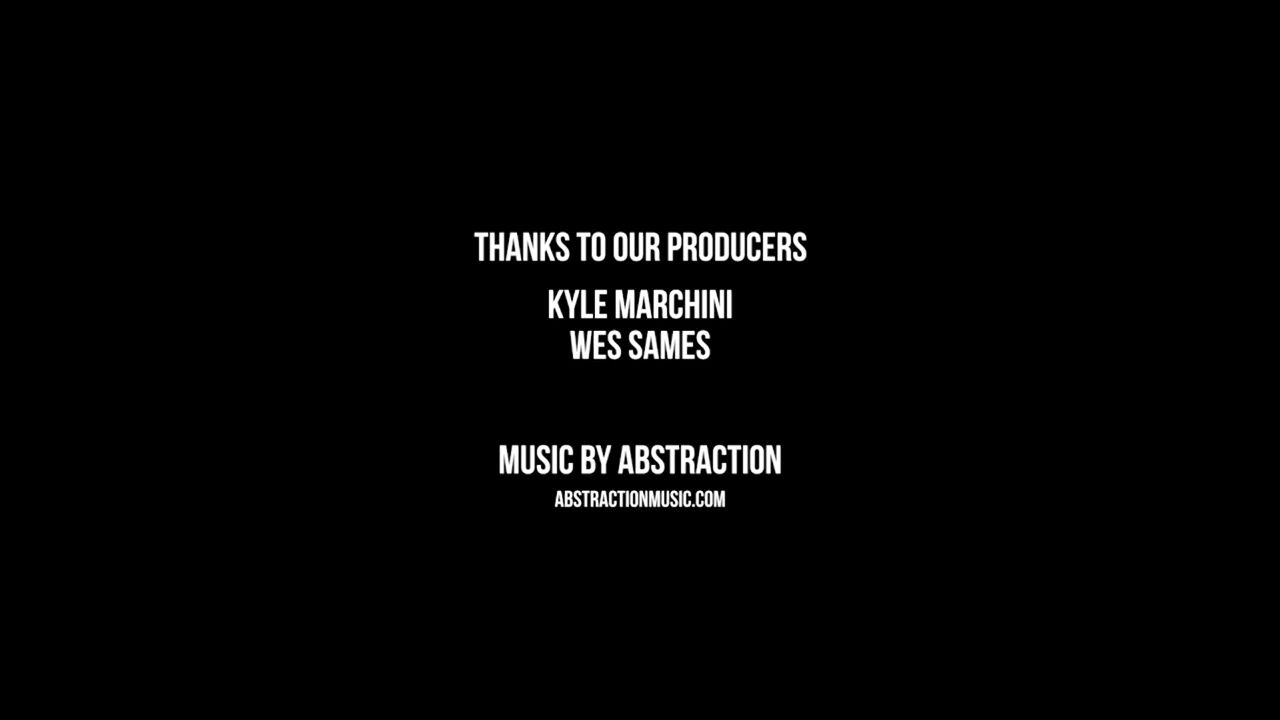 THANKS TO OUR PRODUCERS
KYLE MARCHINI
WES SAMES
MUSIC BY ABSTRACTION
ABSTRACTIONMUSIC.COM